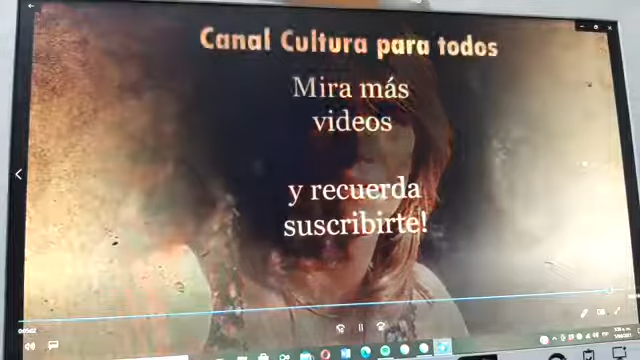 Canal Cultura para todos
Mira más
videos
y recuerda
suscribirte!